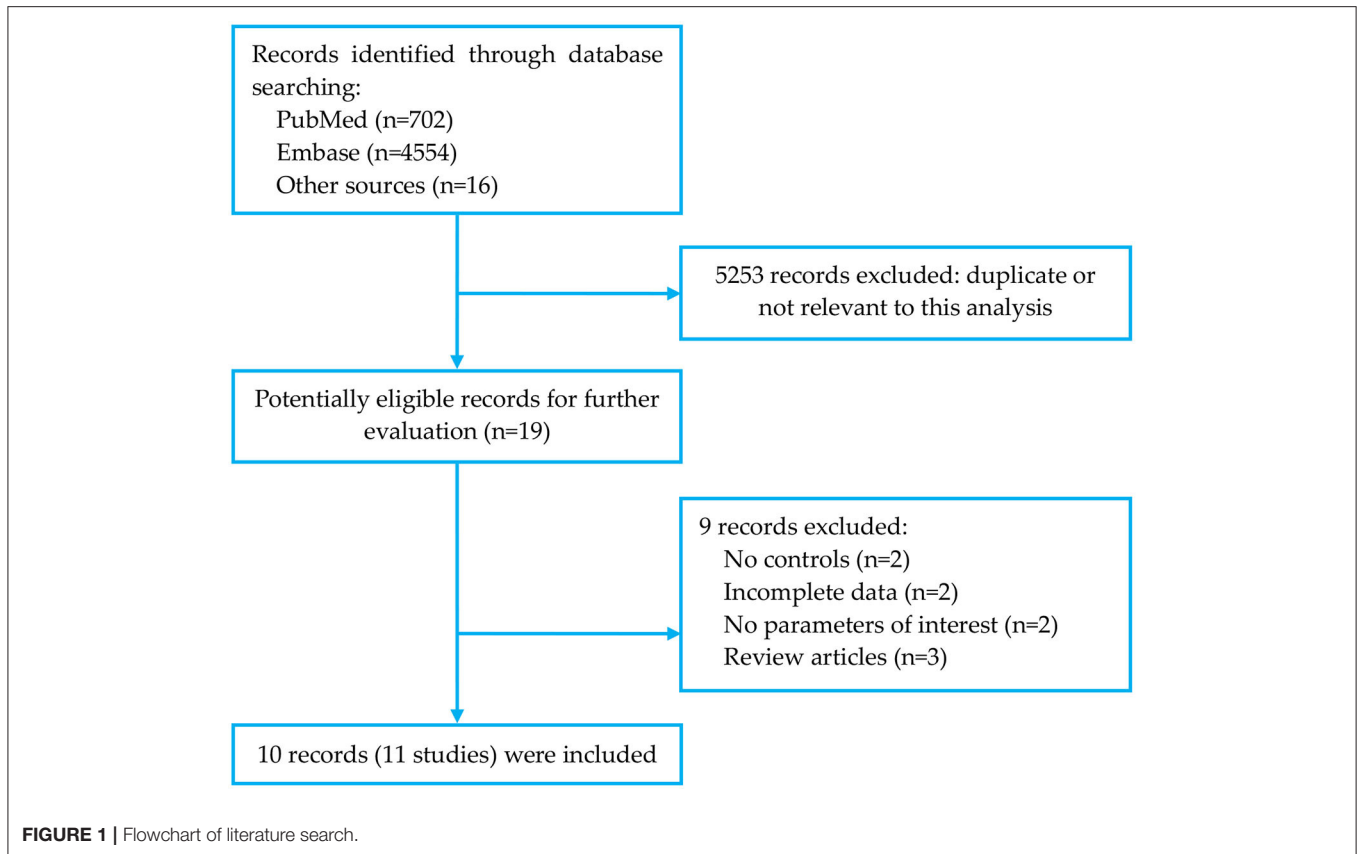 Records identified through database
searching:
PubMed (n=702)
Embase (n=4554)
Other sources (n=16)
5253 records excluded: duplicate or
not relevant to this analysis
Potentially eligible records for further
evaluation (n=19)
9 records excluded:
No controls (n=2)
Incomplete data (n=2)
No parameters of interest (n=2)
Review articles (n=3)
10 records (11 studies) were included
FIGURE 1 | Flowchart of literature search.